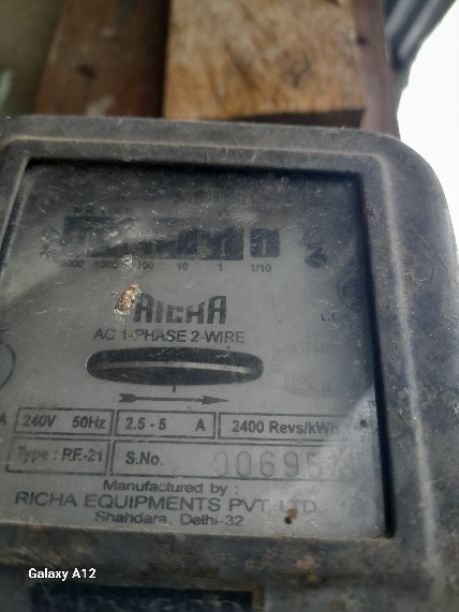 1000 100 10 1 1/10
RICHA
AC 1-PHASE 2-WIRE
240V 50Hz 2.5 - 5 A 2400 Revs/kWh
Type : RE-21 S.No.
Manufactured by :
RICHA EQUIPMENTS PVT. LTD.
Shahdara, Delhi-32
Galaxy A12